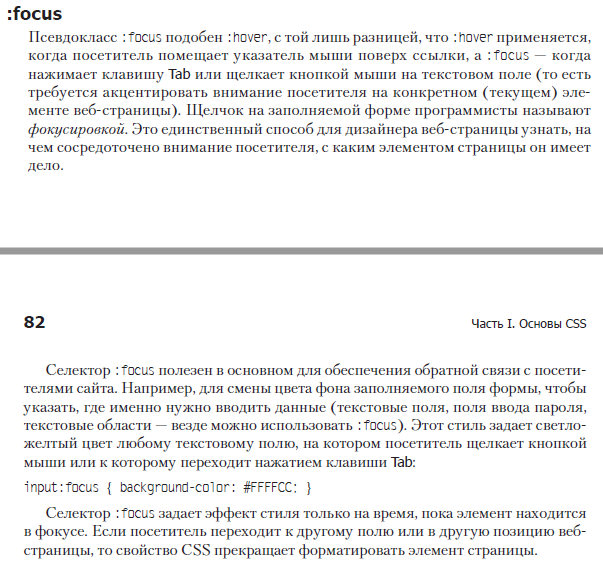 :focus
Псевдокласс :focus подобен :hover, с той лишь разницей, что :hover применяется,
когда посетитель помещает указатель мыши поверх ссылки, а :focus — когда
нажимает клавишу Tab или щелкает кнопкой мыши на текстовом поле (то есть
требуется акцентировать внимание посетителя на конкретном (текущем) эле-
менте веб-страницы). Щелчок на заполняемой форме программисты называют
фокусировкой. Это единственный способ для дизайнера веб-страницы узнать, на
чем сосредоточено внимание посетителя, с каким элементом страницы он имеет
дело.
82
Часть I. Основы CSS
Селектор :focus полезен в основном для обеспечения обратной связи с посети-
телями сайта. Например, для смены цвета фона заполняемого поля формы, чтобы
указать, где именно нужно вводить данные (текстовые поля, поля ввода пароля,
текстовые области — везде можно использовать :focus). Этот стиль задает светло-
желтый цвет любому текстовому полю, на котором посетитель щелкает кнопкой
мыши или к которому переходит нажатием клавиши Tab:
input:focus { background-color: #FFFFCC; }
Селектор :focus задает эффект стиля только на время, пока элемент находится
в фокусе. Если посетитель переходит к другому полю или в другую позицию веб-
страницы, то свойство CSS прекращает форматировать элемент страницы.